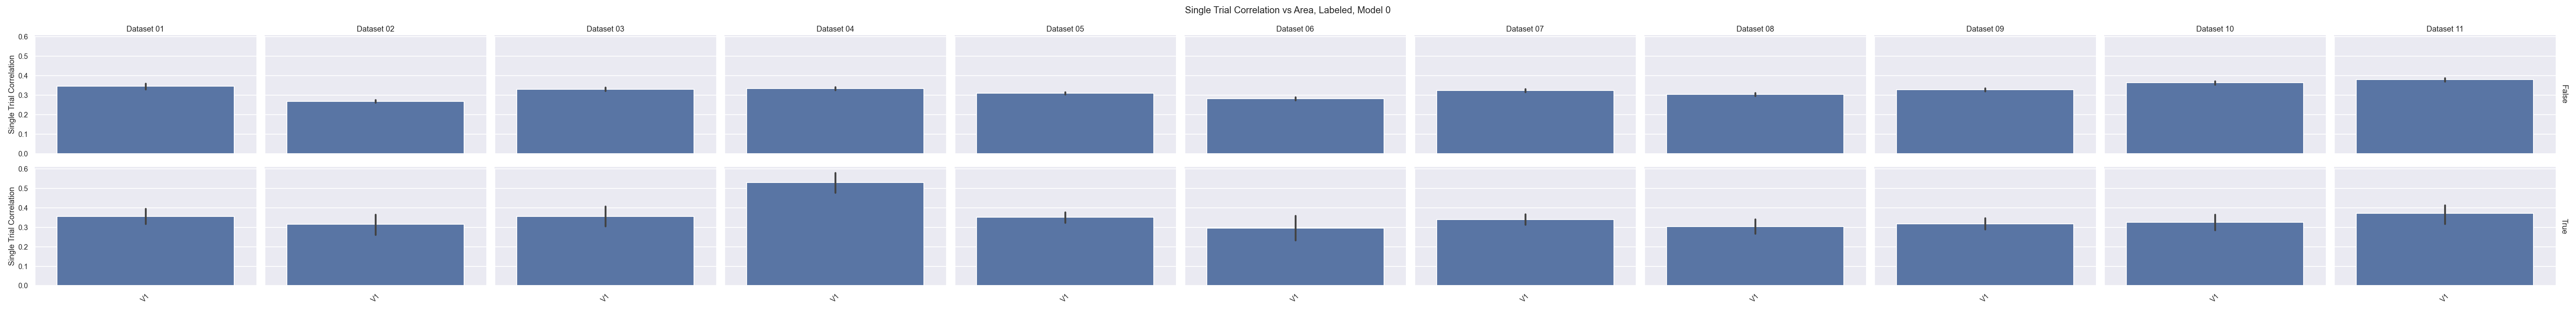 Single Trial Correlation vs Area, Labeled, Model 0
Dataset 01 Dataset 02 Dataset 03 Dataset 04 Dataset 05 Dataset 06 Dataset 07 Dataset 08 Dataset 09 Dataset 10 Dataset 11
Single Trial Correlation
0.6
0.5
0.4
0.3
0.2
0.1
0.0
False
Single Trial Correlation
0.6
0.5
0.4
0.3
0.2
0.1
0.0
True
V1 V1 V1 V1 V1 V1 V1 V1 V1 V1 V1